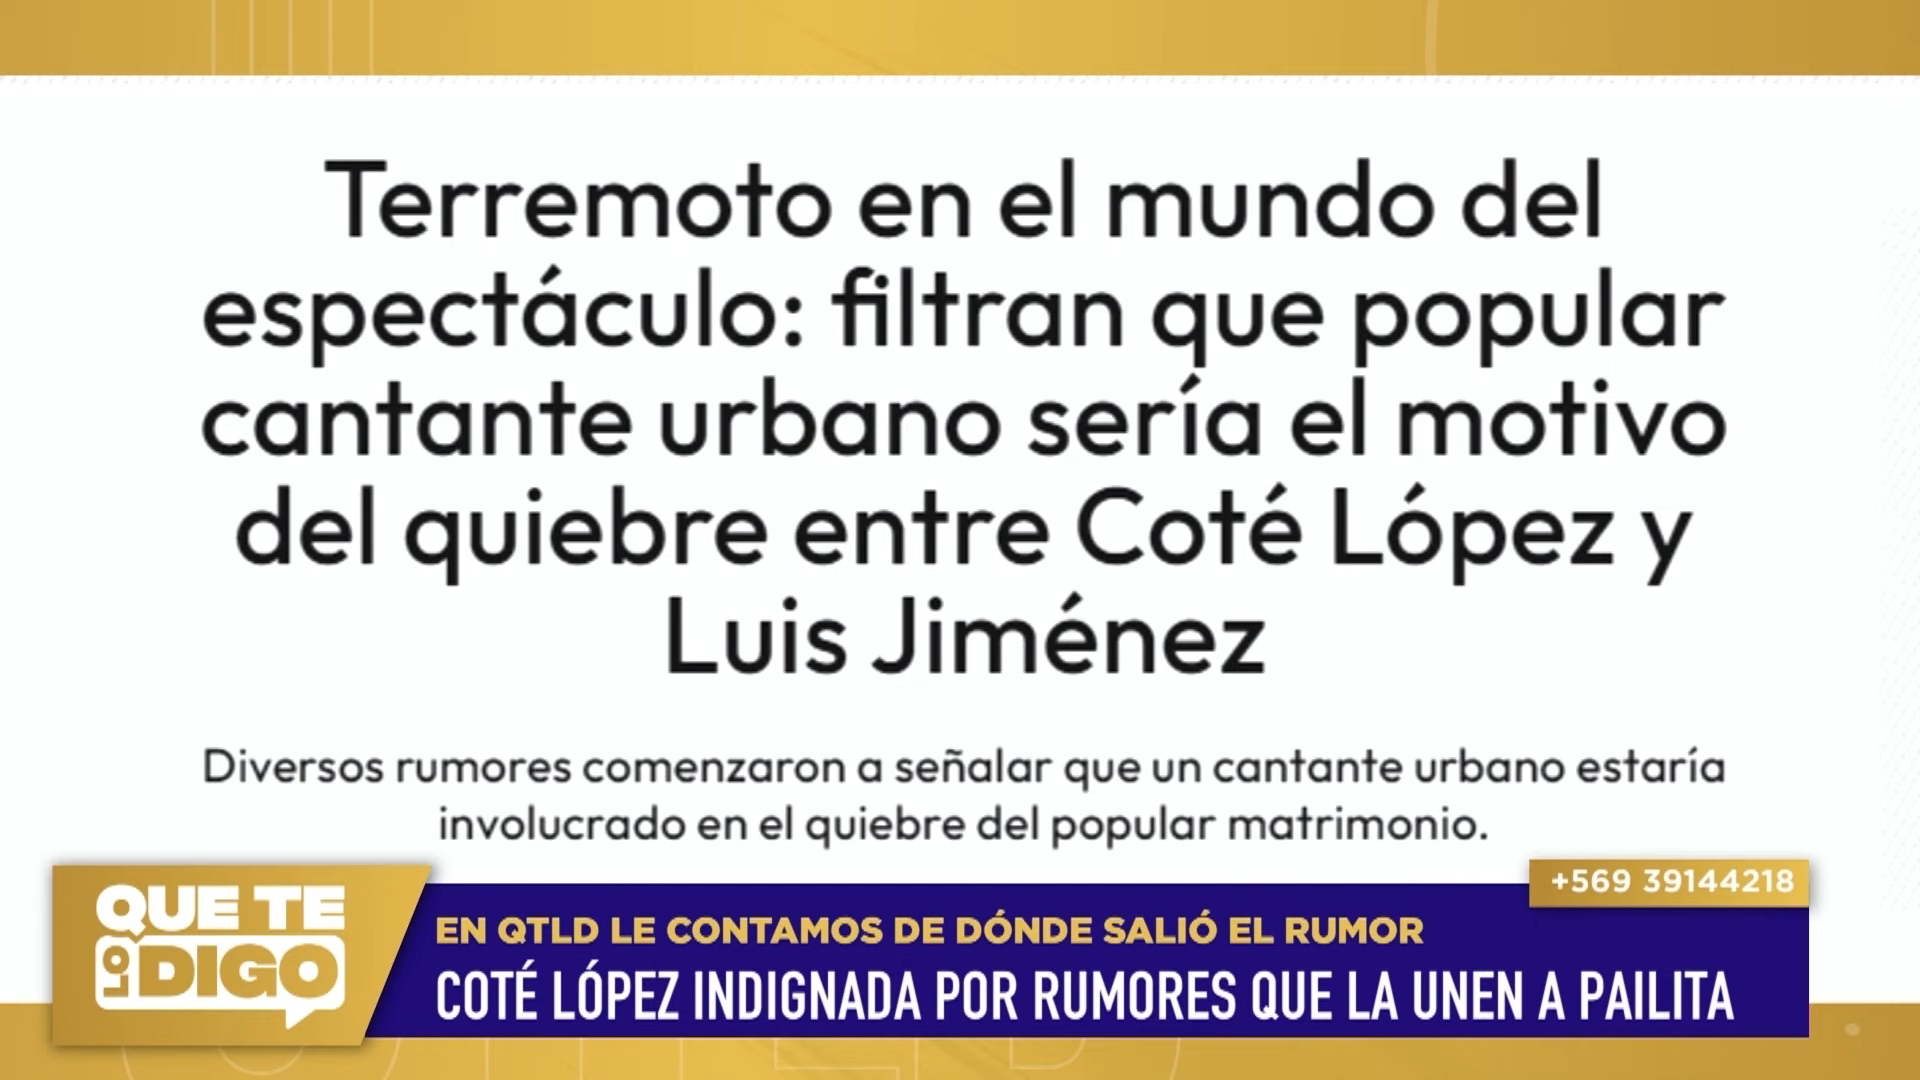 Terremoto en el mundo del
espectáculo: filtran que popular
cantante urbano sería el motivo
del quiebre entre Coté López y
Luis Jiménez
Diversos rumores comenzaron a señalar que un cantante urbano estaría
involucrado en el quiebre del popular matrimonio.
+569 39144218
QUE TE
LO DIGO
EN QTLD LE CONTAMOS DE DÓNDE SALIÓ EL RUMOR
COTÉ LÓPEZ INDIGNADA POR RUMORES QUE LA UNEN A PAILITA